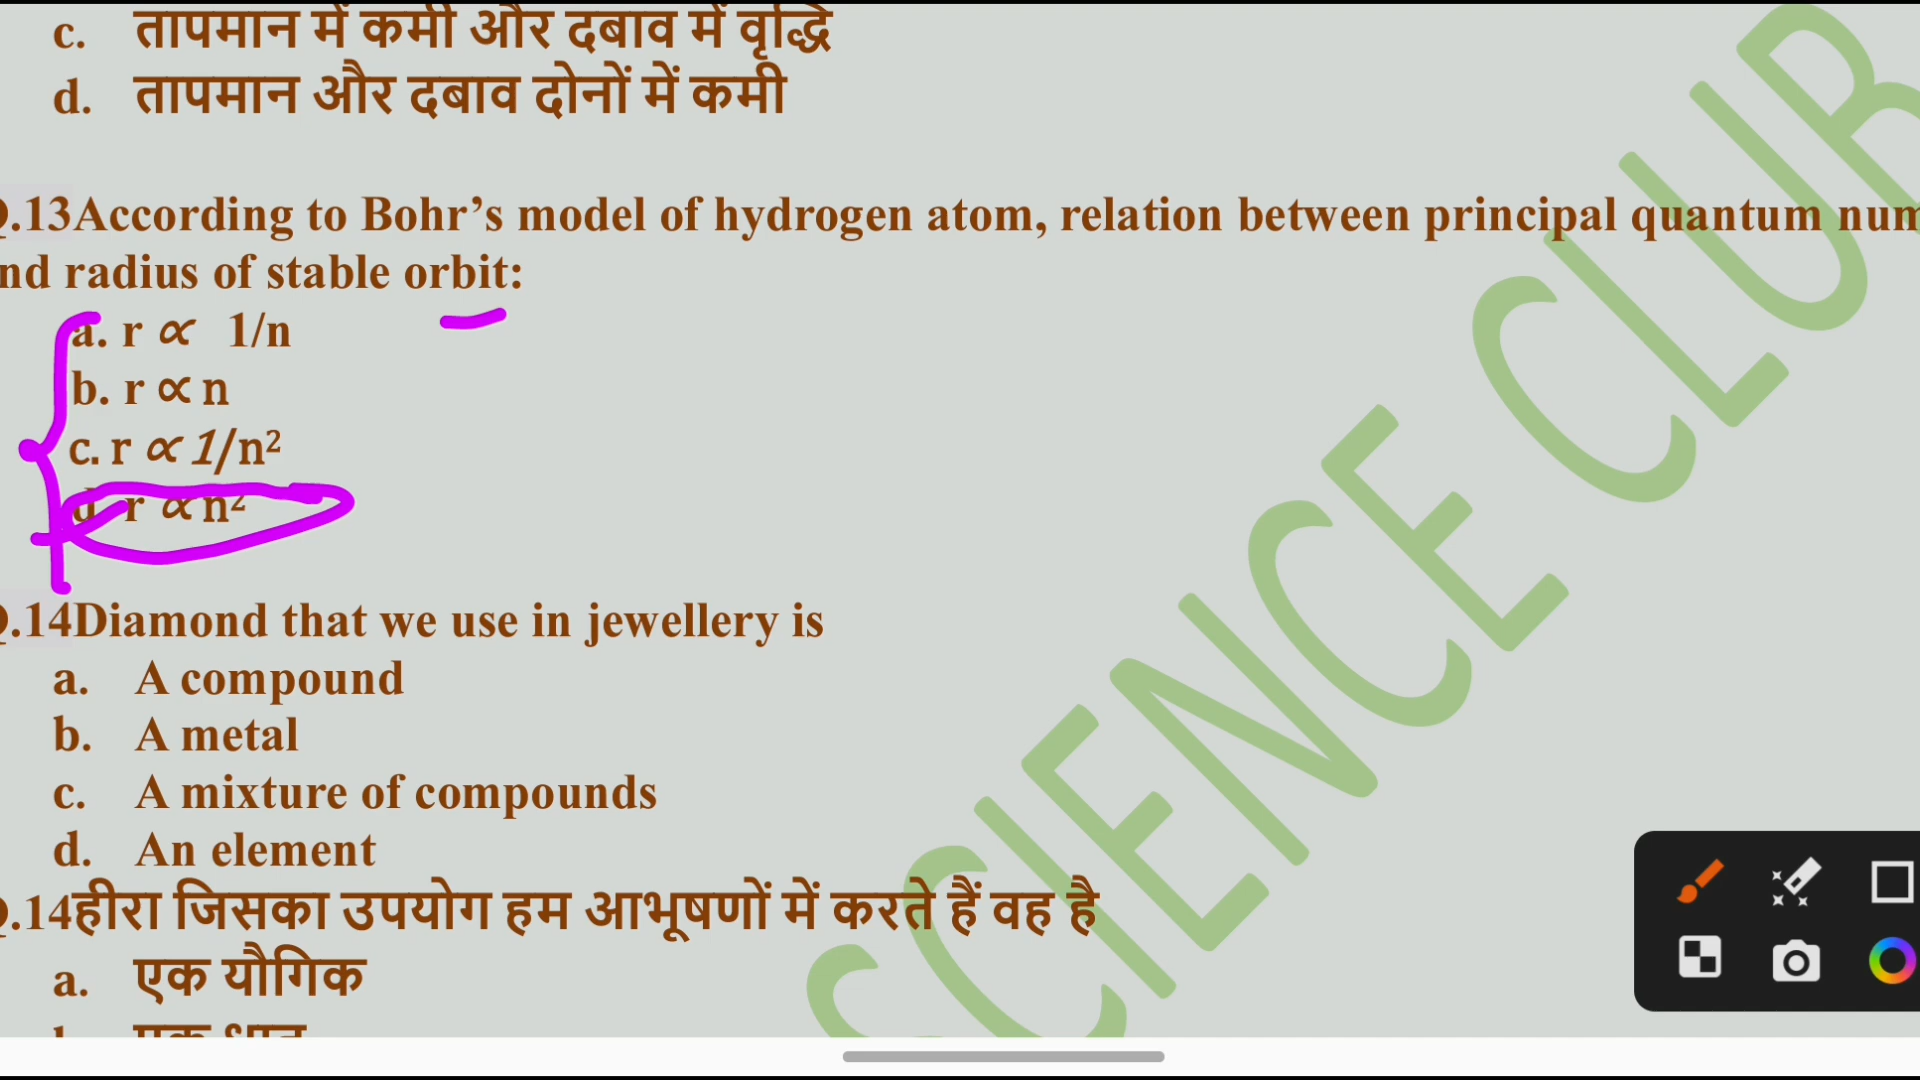 c. तापमान में कमी और दबाव में वृद्धि
d. तापमान और दबाव दोनों में कमी
.13According to Bohr’s model of hydrogen atom, relation between principal quantum num
nd radius of stable orbit:
a. r ∝ 1/n
b. r ∝ n
c. r ∝ 1/n²
d r ∝ n²
.14Diamond that we use in jewellery is
a. A compound
b. A metal
c. A mixture of compounds
d. An element
.14हीरा जिसका उपयोग हम आभूषणों में करते हैं वह है
a. एक यौगिक
SCIENCE CLUB